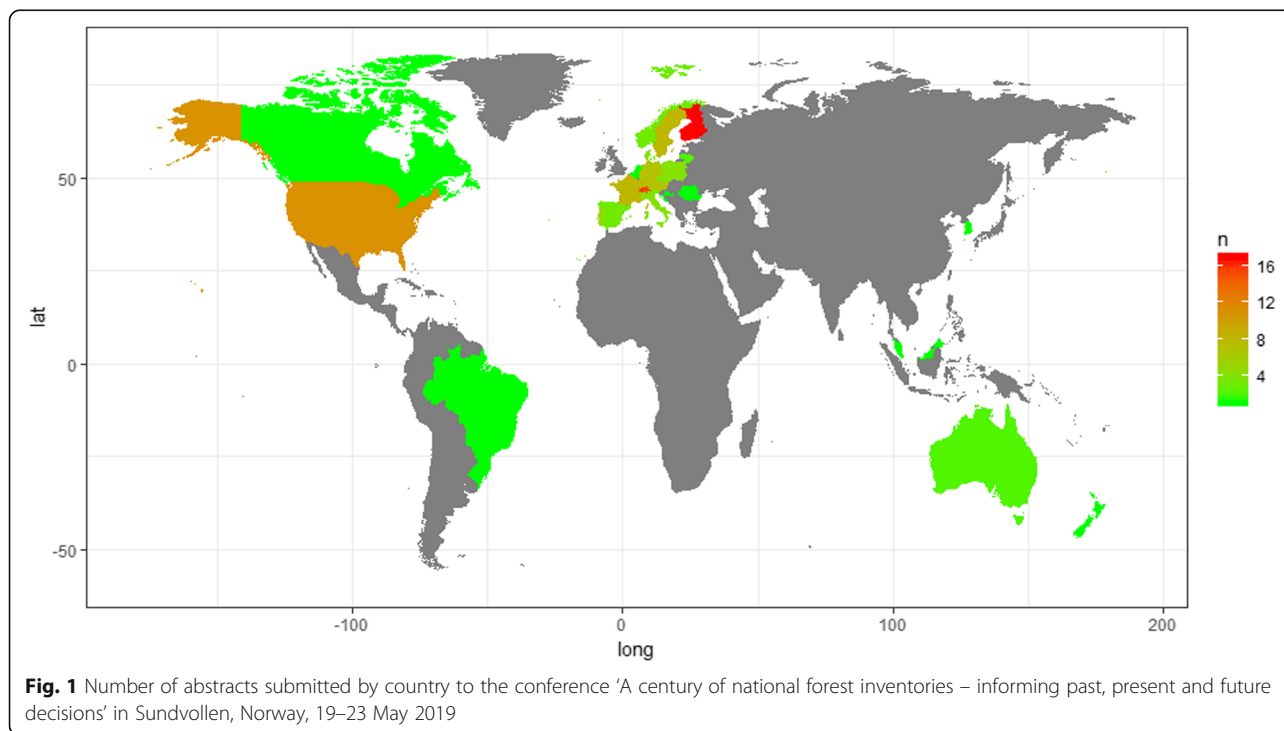 50
0
-50
lat
-100
0
100
200
long
n
16
12
8
4
Fig. 1 Number of abstracts submitted by country to the conference ‘A century of national forest inventories – informing past, present and future
decisions’ in Sundvollen, Norway, 19–23 May 2019